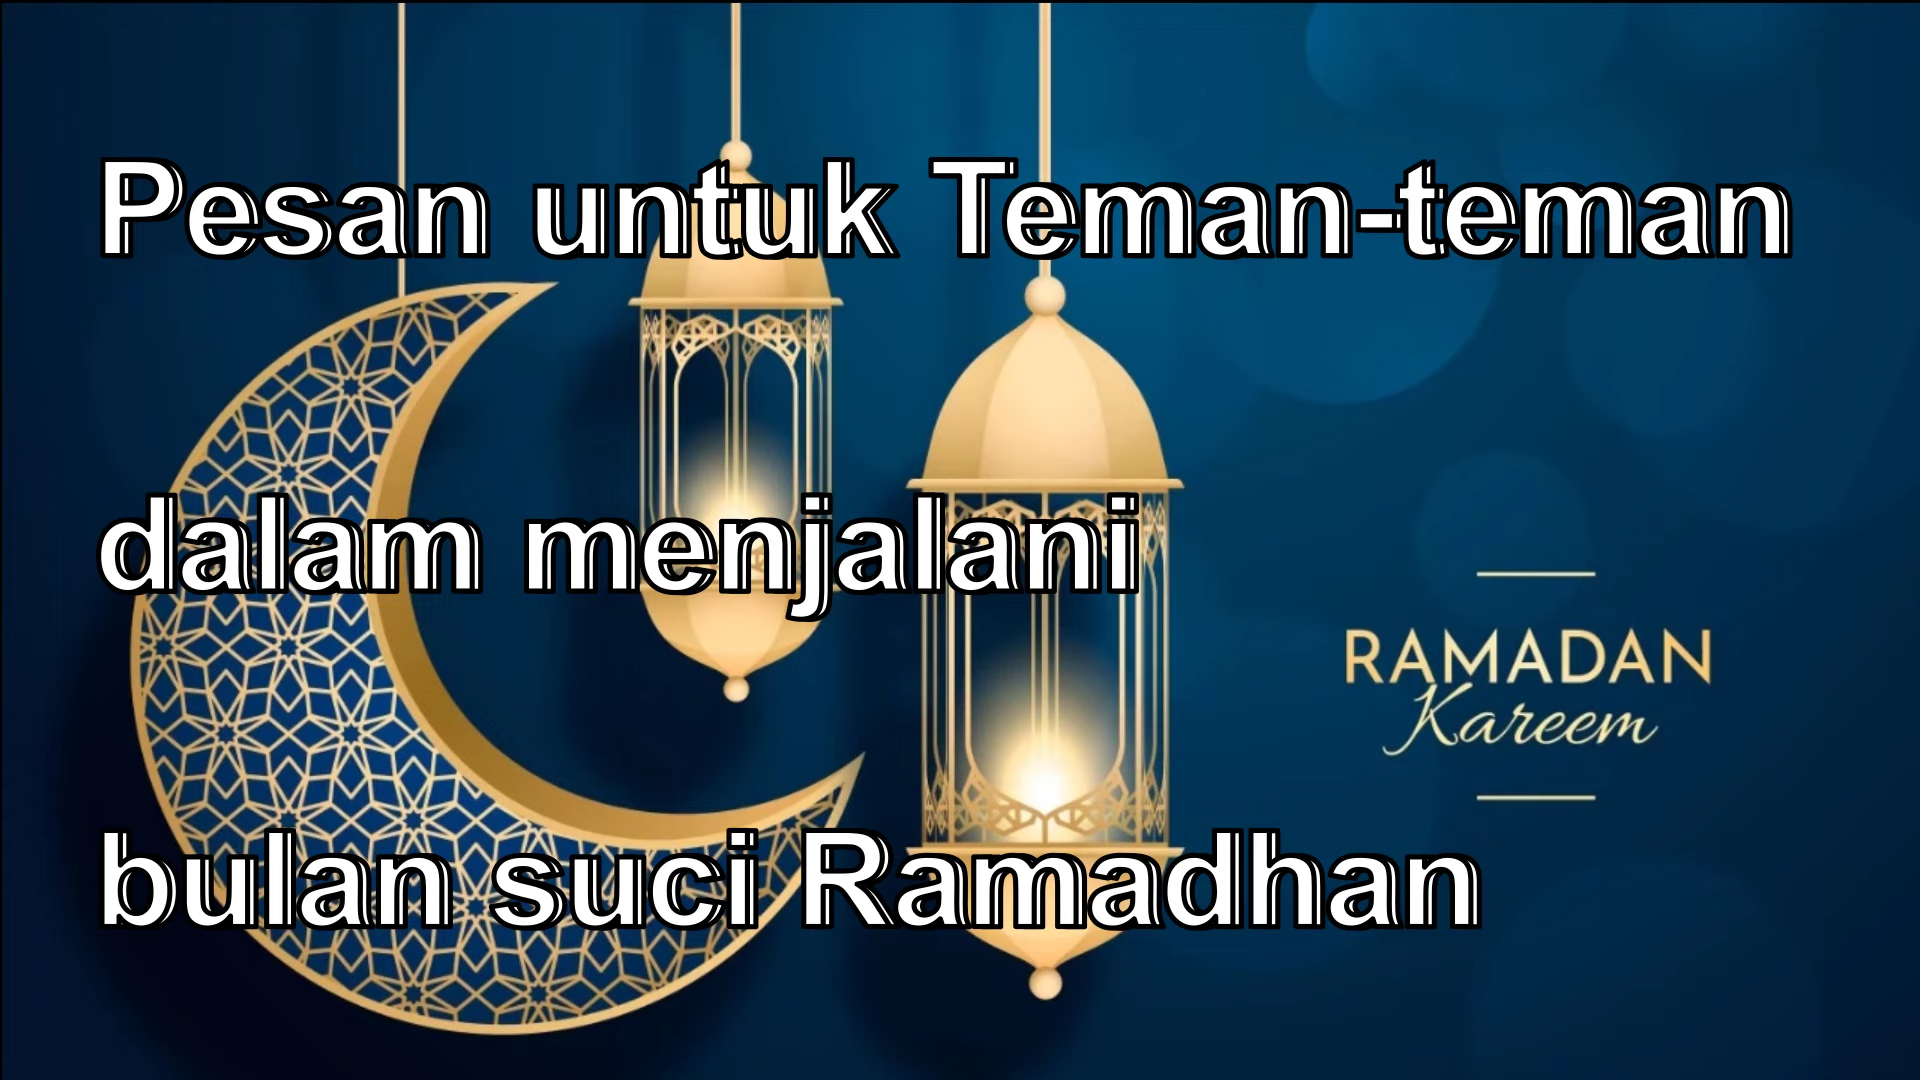 Pesan untuk Teman-teman
dalam menjalani
RAMADAN
Kareem
bulan suci Ramadhan